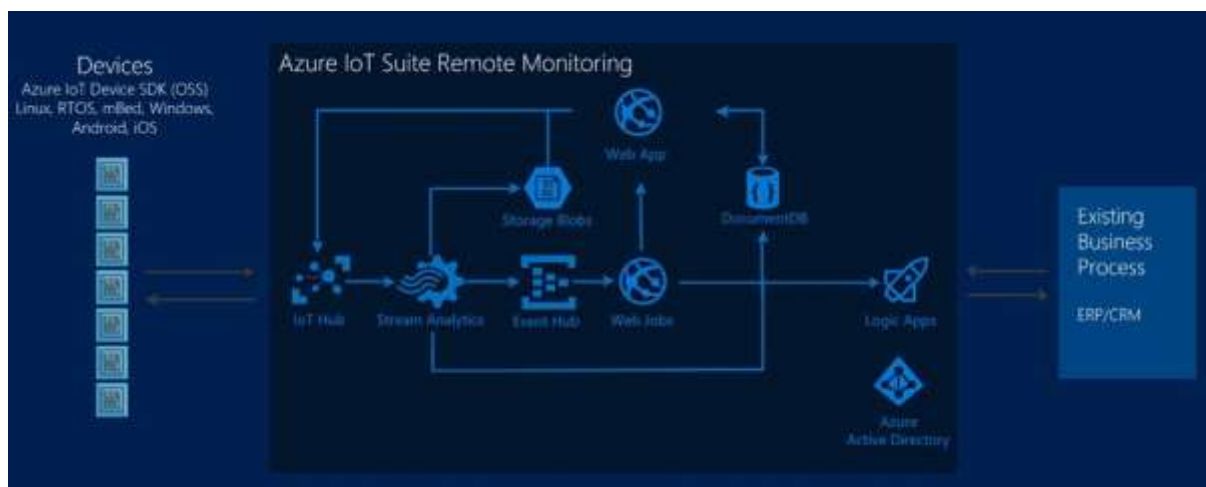 Devices
Azure IoT Device SDK (OSS)
Linux, RTOS, mBed, Windows,
Android, iOS
Azure IoT Suite Remote Monitoring
Web App
Storage Blobs
DocumentDB
IoT Hub
Stream Analytics
Event Hub
Web Jobs
Logic Apps
Azure
Active Directory
Existing
Business
Process
ERP/CRM